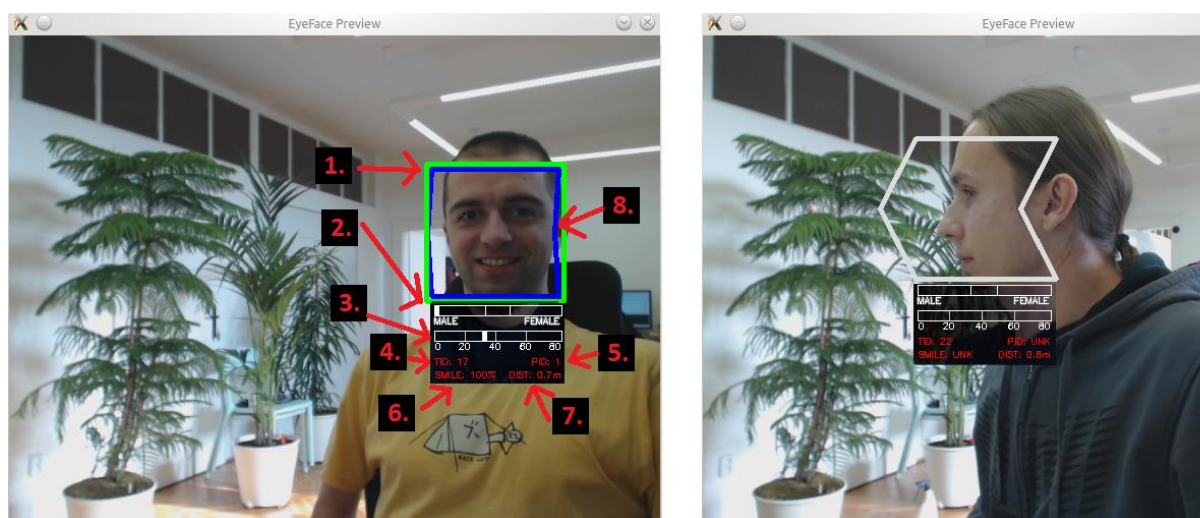 EyeFace Preview
1.
2.
8.
3.
MALE FEMALE
0 20 40 60 80
4.
TID: 17 PID: 1
5.
SMILE: 100% DIST: 0.7m
6.
7.
EyeFace Preview
MALE FEMALE
0 20 40 60 80
TID: 22 PID: UNK
SMILE: UNK DIST: 0.8m